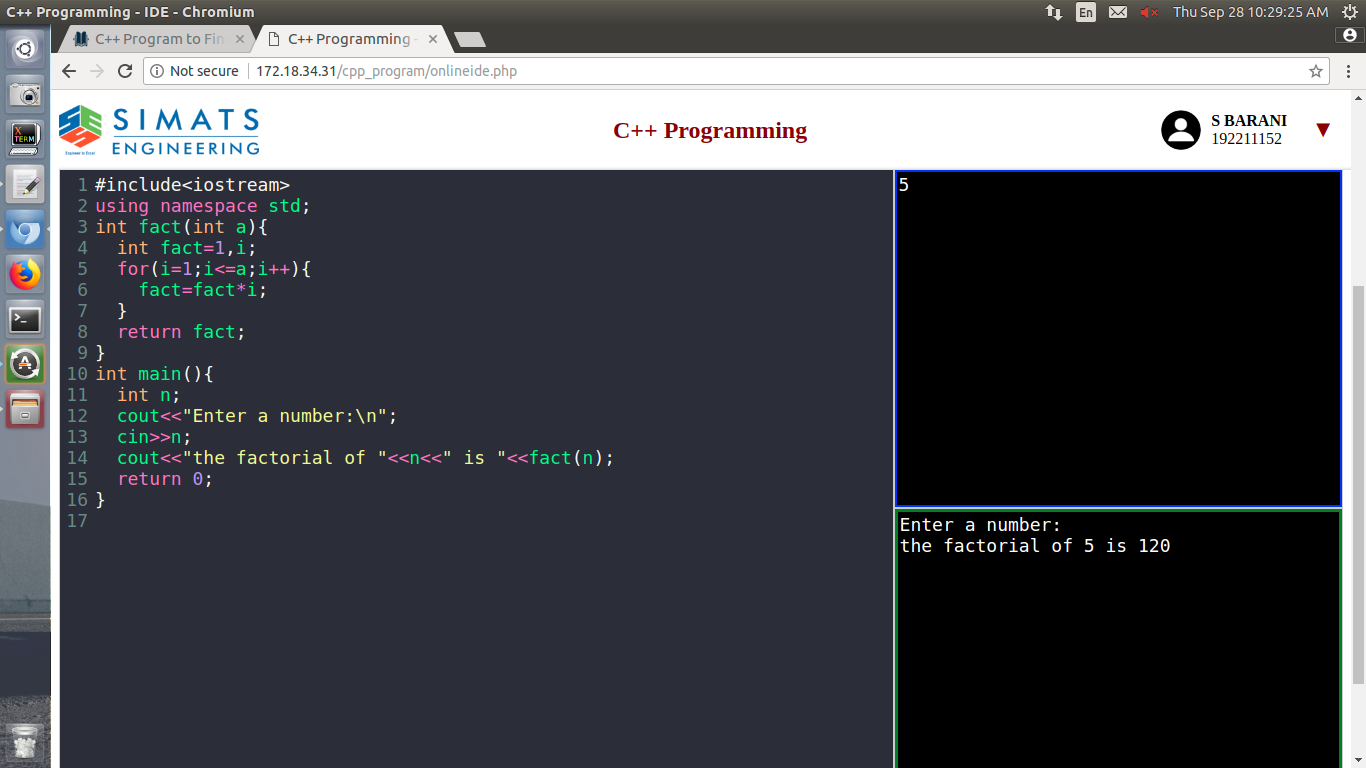 C++ Programming - IDE - Chromium
En
Thu Sep 28 10:29:25 AM
C++ Program to Fin
C++ Programming -
Not secure
172.18.34.31/cpp_program/onlineide.php
SIMATS
ENGINEERING
C++ Programming
S BARANI
192211152
X
TERM
1 #include<iostream>
2 using namespace std;
3 int fact(int a){
4   int fact=1,i;
5   for(i=1;i<=a;i++){
6     fact=fact*i;
7   }
8   return fact;
9 }
10 int main(){
11   int n;
12   cout<<"Enter a number:\n";
13   cin>>n;
14   cout<<"the factorial of "<<n<<" is "<<fact(n);
15   return 0;
16 }
17
5
Enter a number:
the factorial of 5 is 120